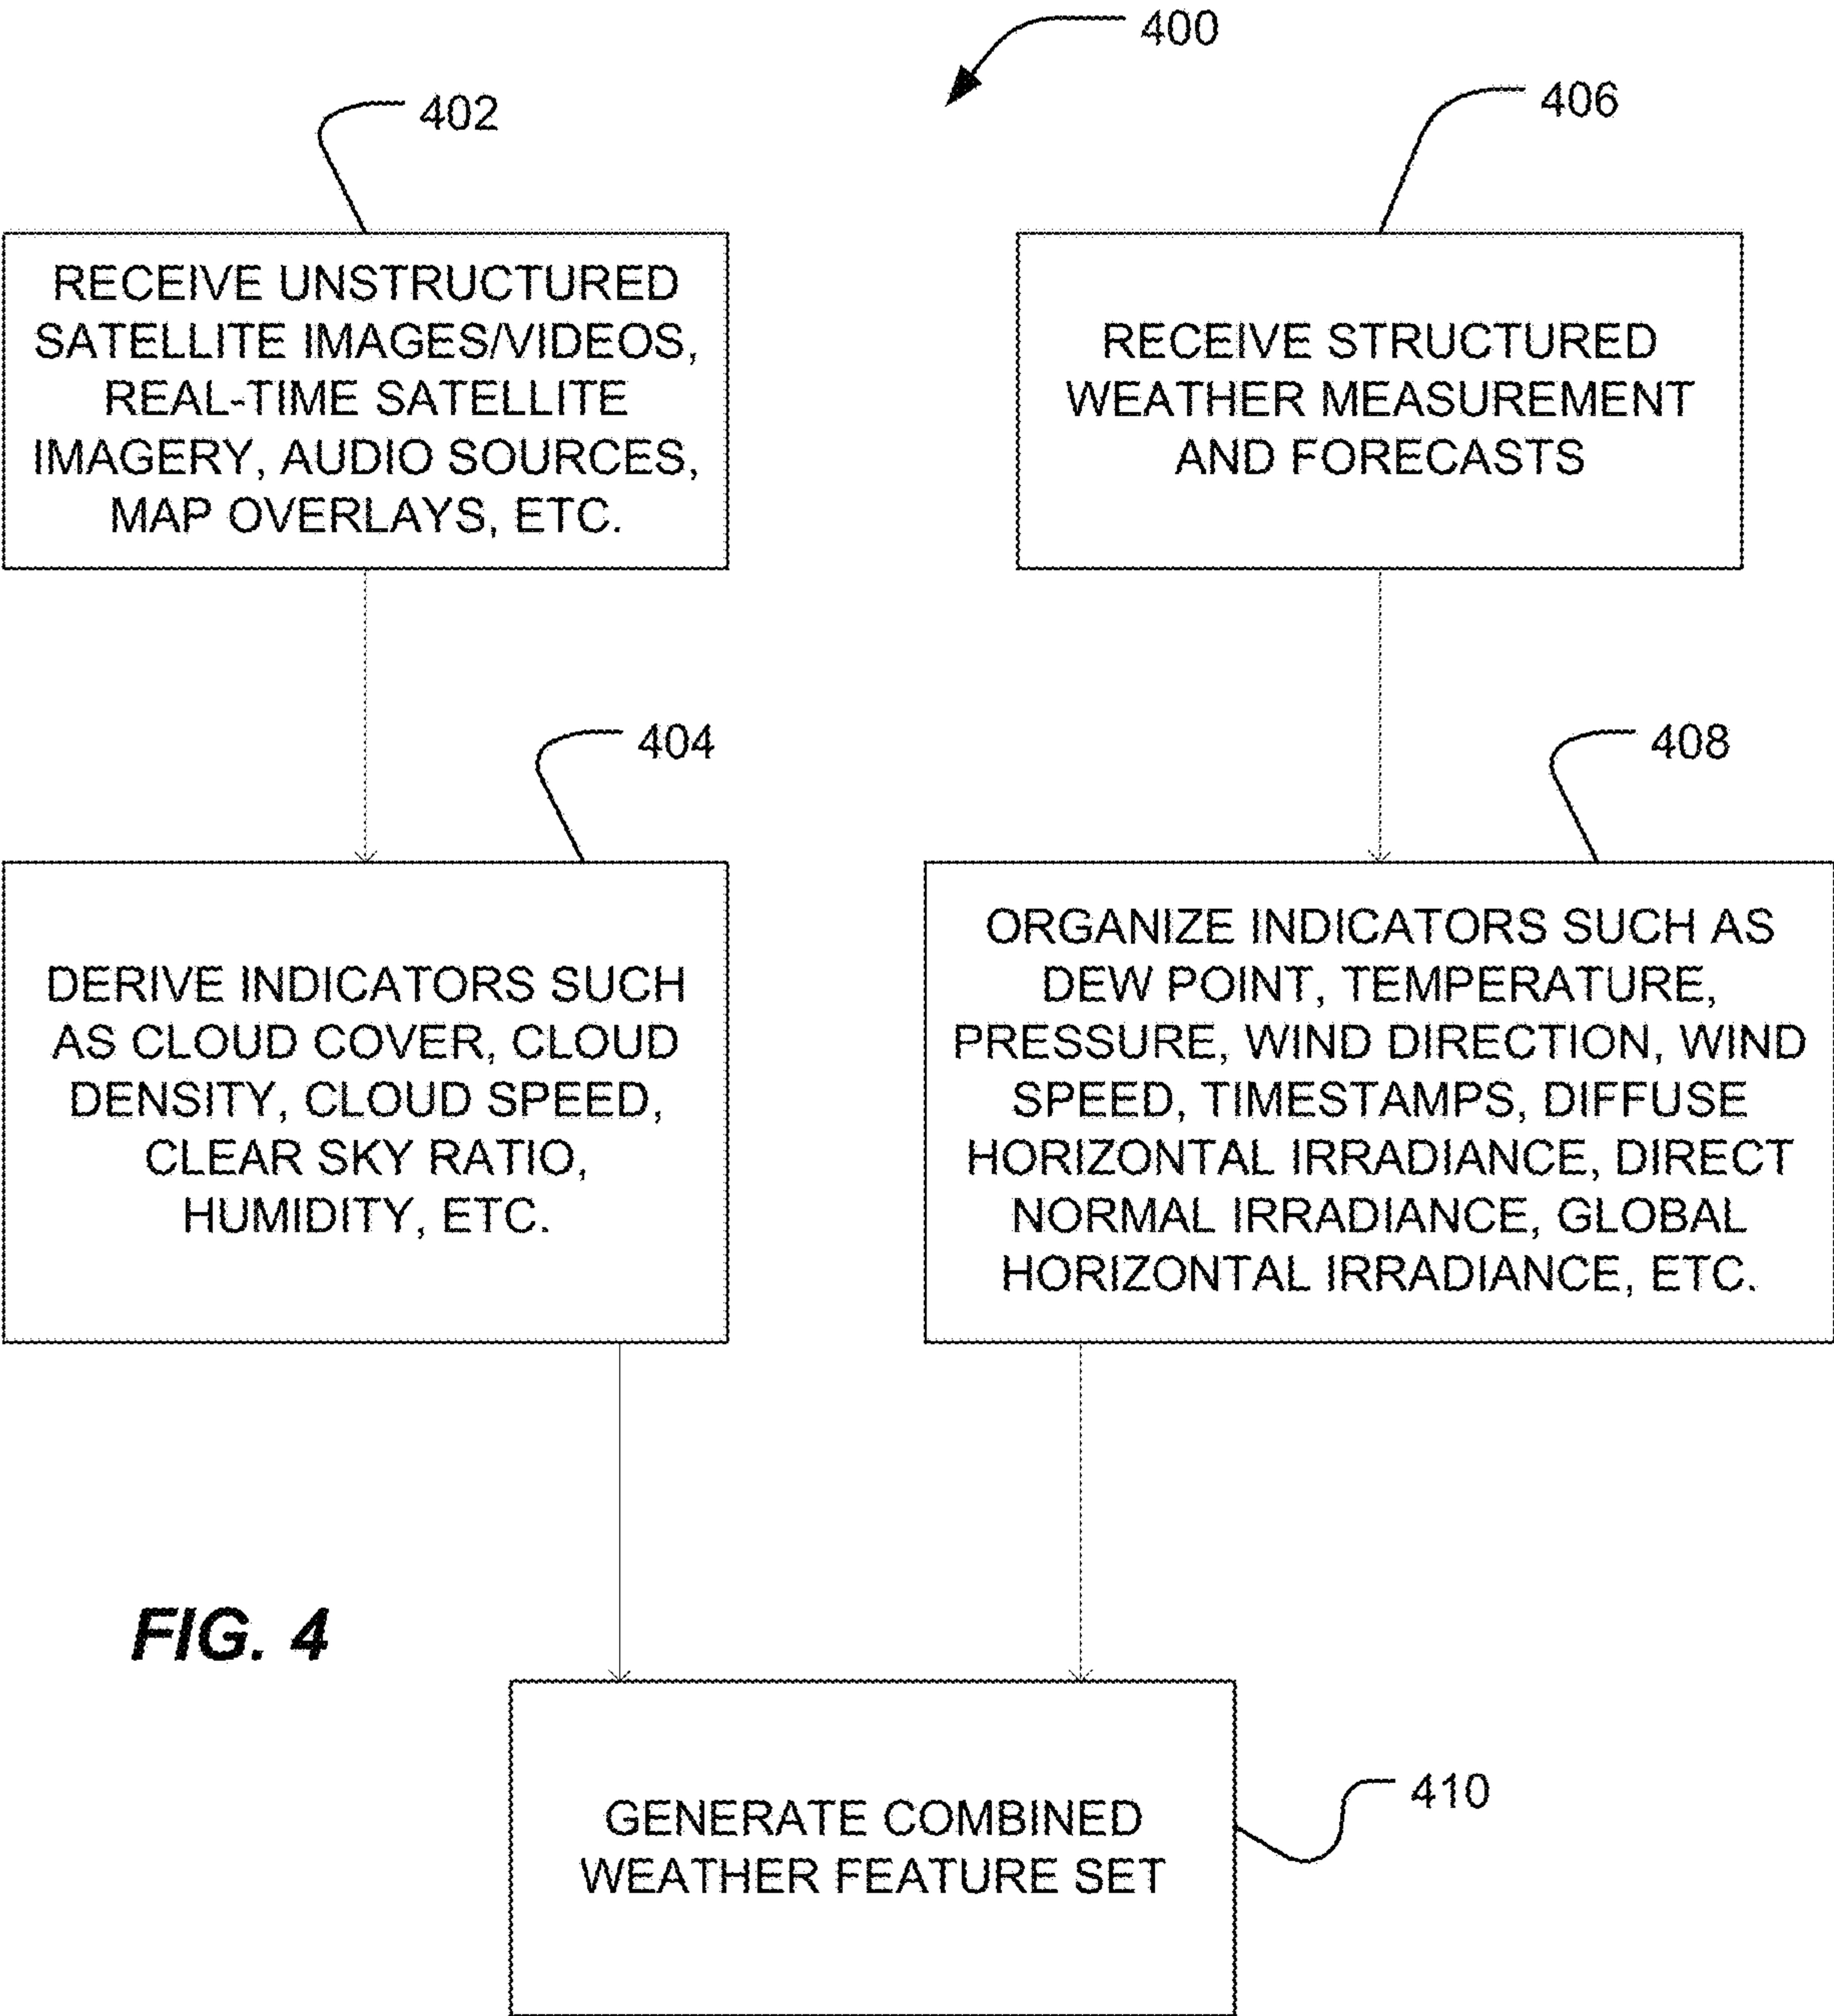 400
402
RECEIVE UNSTRUCTURED
SATELLITE IMAGES/VIDEOS,
REAL-TIME SATELLITE
IMAGERY, AUDIO SOURCES,
MAP OVERLAYS, ETC.
406
RECEIVE STRUCTURED
WEATHER MEASUREMENT
AND FORECASTS
404
DERIVE INDICATORS SUCH
AS CLOUD COVER, CLOUD
DENSITY, CLOUD SPEED,
CLEAR SKY RATIO,
HUMIDITY, ETC.
408
ORGANIZE INDICATORS SUCH AS
DEW POINT, TEMPERATURE,
PRESSURE, WIND DIRECTION, WIND
SPEED, TIMESTAMPS, DIFFUSE
HORIZONTAL IRRADIANCE, DIRECT
NORMAL IRRADIANCE, GLOBAL
HORIZONTAL IRRADIANCE, ETC.
FIG. 4
GENERATE COMBINED
WEATHER FEATURE SET
410